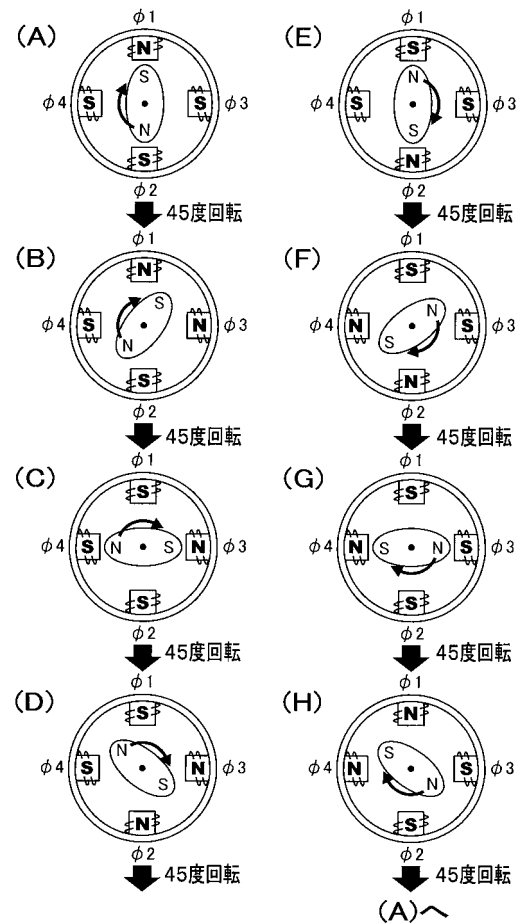 (A)
φ1
N
φ4 S S N S φ3
S
φ2
45度回転
(B)
φ1
N
φ4 S S N N φ3
S
φ2
45度回転
(C)
φ1
S
φ4 S N S N φ3
S
φ2
45度回転
(D)
φ1
S
φ4 S N S N φ3
N
φ2
45度回転
(E)
φ1
S
φ4 S N S S φ3
N
φ2
45度回転
(F)
φ1
S
φ4 N N S S φ3
N
φ2
45度回転
(G)
φ1
S
φ4 N S N S φ3
S
φ2
45度回転
(H)
φ1
N
φ4 N S N S φ3
S
φ2
45度回転
(A)へ